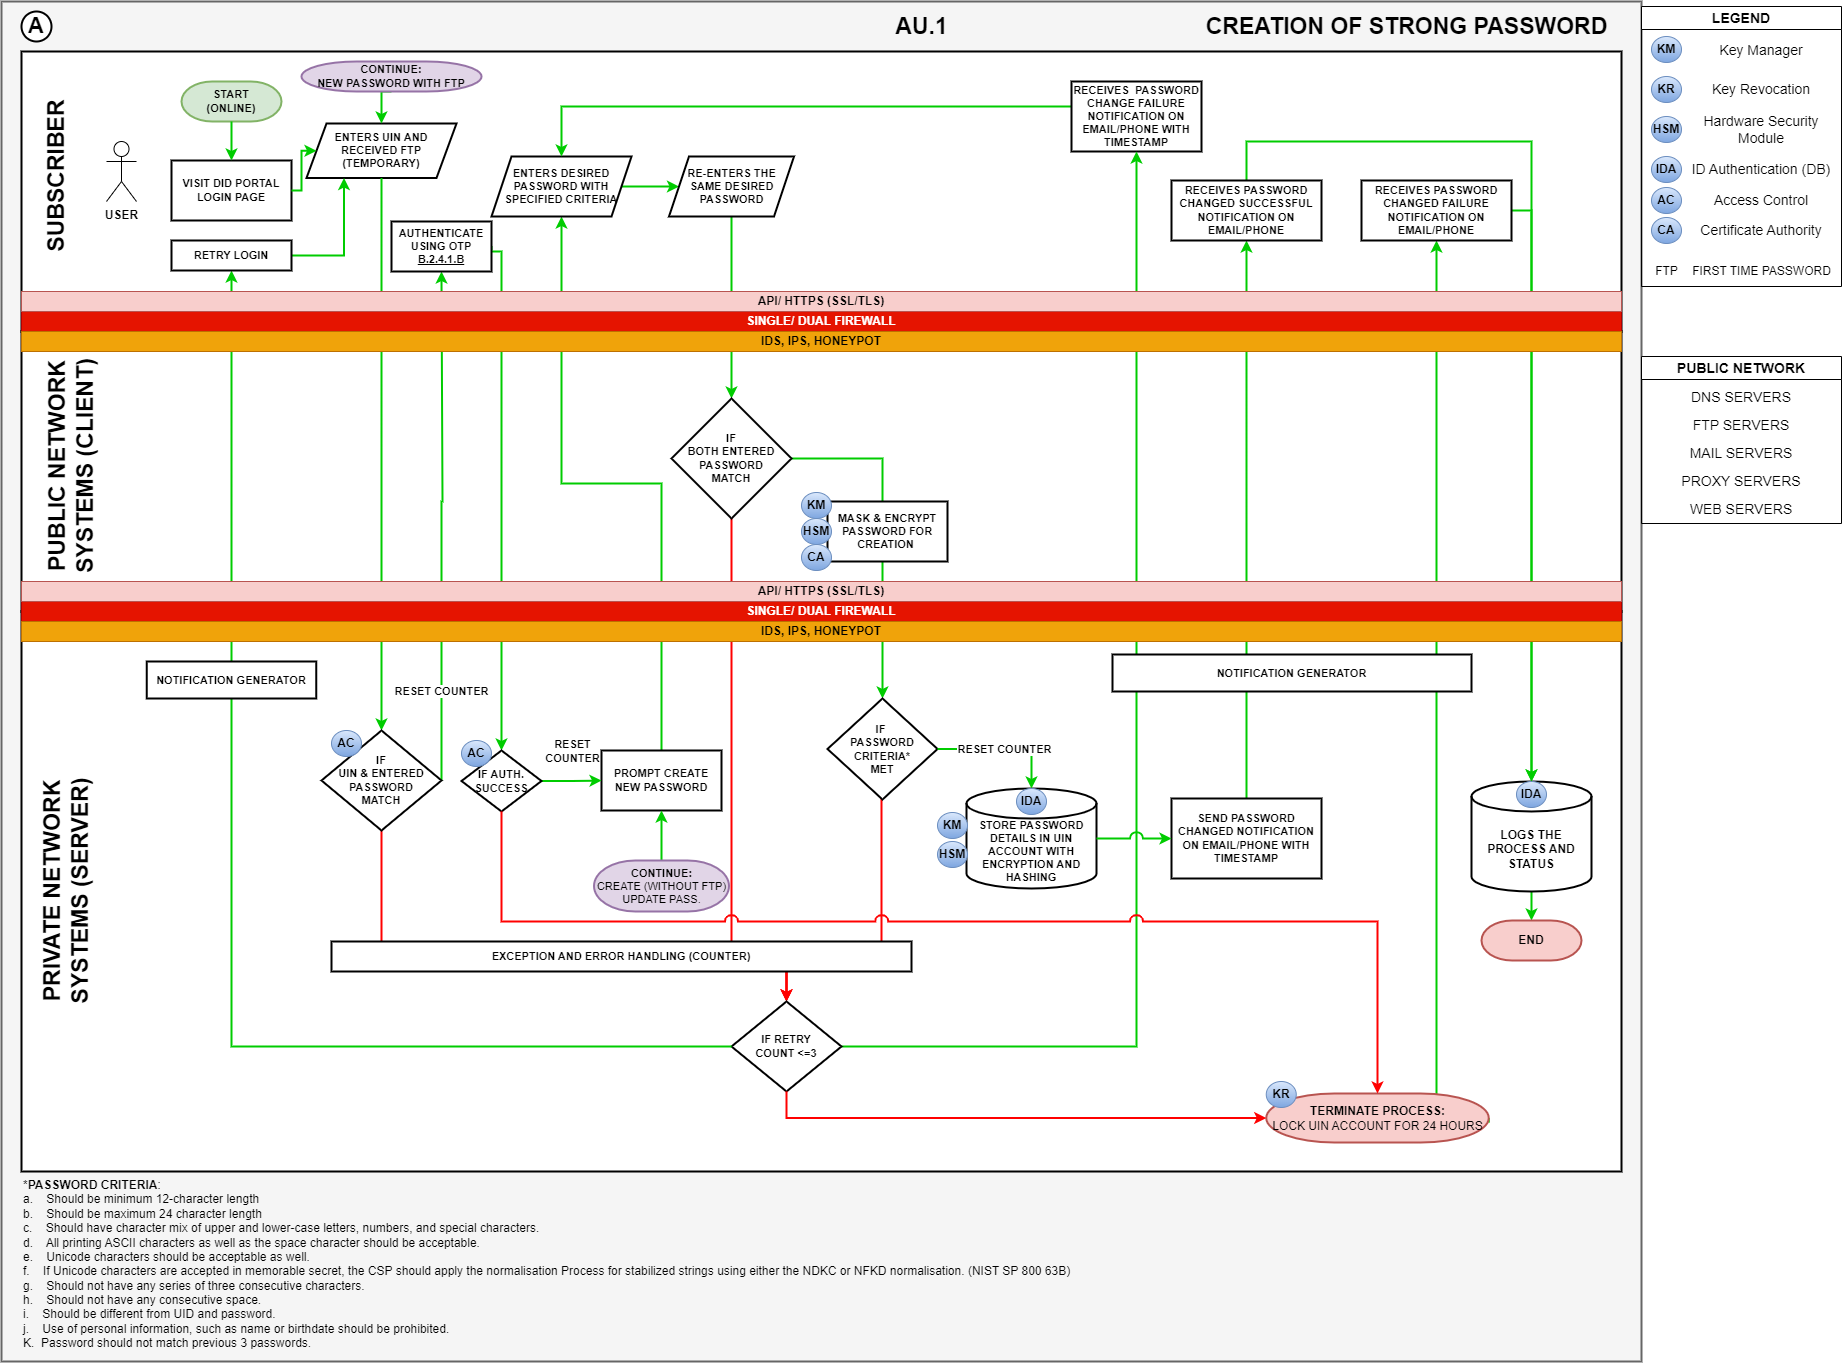 A
AU.1
CREATION OF STRONG PASSWORD
SUBSCRIBER
USER
START
(ONLINE)
CONTINUE:
NEW PASSWORD WITH FTP
VISIT DID PORTAL
LOGIN PAGE
ENTERS UIN AND
RECEIVED FTP
(TEMPORARY)
RETRY LOGIN
AUTHENTICATE
USING OTP
B.2.4.1.B
ENTERS DESIRED
PASSWORD WITH
SPECIFIED CRITERIA
RE-ENTERS THE
SAME DESIRED
PASSWORD
RECEIVES PASSWORD
CHANGE FAILURE
NOTIFICATION ON
EMAIL/PHONE WITH
TIMESTAMP
RECEIVES PASSWORD
CHANGED SUCCESSFUL
NOTIFICATION ON
EMAIL/PHONE
RECEIVES PASSWORD
CHANGED FAILURE
NOTIFICATION ON
EMAIL/PHONE
API/ HTTPS (SSL/TLS)
SINGLE/ DUAL FIREWALL
IDS, IPS, HONEYPOT
PUBLIC NETWORK
SYSTEMS (CLIENT)
IF
BOTH ENTERED
PASSWORD
MATCH
KM
HSM
CA
MASK & ENCRYPT
PASSWORD FOR
CREATION
API/ HTTPS (SSL/TLS)
SINGLE/ DUAL FIREWALL
IDS, IPS, HONEYPOT
PRIVATE NETWORK
SYSTEMS (SERVER)
NOTIFICATION GENERATOR
RESET COUNTER
AC
IF
UIN & ENTERED
PASSWORD
MATCH
AC
IF AUTH.
SUCCESS
RESET
COUNTER
PROMPT CREATE
NEW PASSWORD
CONTINUE:
CREATE (WITHOUT FTP)
UPDATE PASS.
IF
PASSWORD
CRITERIA*
MET
RESET COUNTER
IDA
KM
HSM
STORE PASSWORD
DETAILS IN UIN
ACCOUNT WITH
ENCRYPTION AND
HASHING
NOTIFICATION GENERATOR
SEND PASSWORD
CHANGED NOTIFICATION
ON EMAIL/PHONE WITH
TIMESTAMP
IDA
LOGS THE
PROCESS AND
STATUS
END
EXCEPTION AND ERROR HANDLING (COUNTER)
IF RETRY
COUNT <=3
KR
TERMINATE PROCESS:
LOCK UIN ACCOUNT FOR 24 HOURS
*PASSWORD CRITERIA:
a. Should be minimum 12-character length
b. Should be maximum 24 character length
c. Should have character mix of upper and lower-case letters, numbers, and special characters.
d. All printing ASCII characters as well as the space character should be acceptable.
e. Unicode characters should be acceptable as well.
f. If Unicode characters are accepted in memorable secret, the CSP should apply the normalisation Process for stabilized strings using either the NDKC or NFKD normalisation. (NIST SP 800 63B)
g. Should not have any series of three consecutive characters.
h. Should not have any consecutive space.
i. Should be different from UID and password.
j. Use of personal information, such as name or birthdate should be prohibited.
K. Password should not match previous 3 passwords.
LEGEND
KM Key Manager
KR Key Revocation
HSM Hardware Security
Module
IDA ID Authentication (DB)
AC Access Control
CA Certificate Authority
FTP FIRST TIME PASSWORD
PUBLIC NETWORK
DNS SERVERS
FTP SERVERS
MAIL SERVERS
PROXY SERVERS
WEB SERVERS